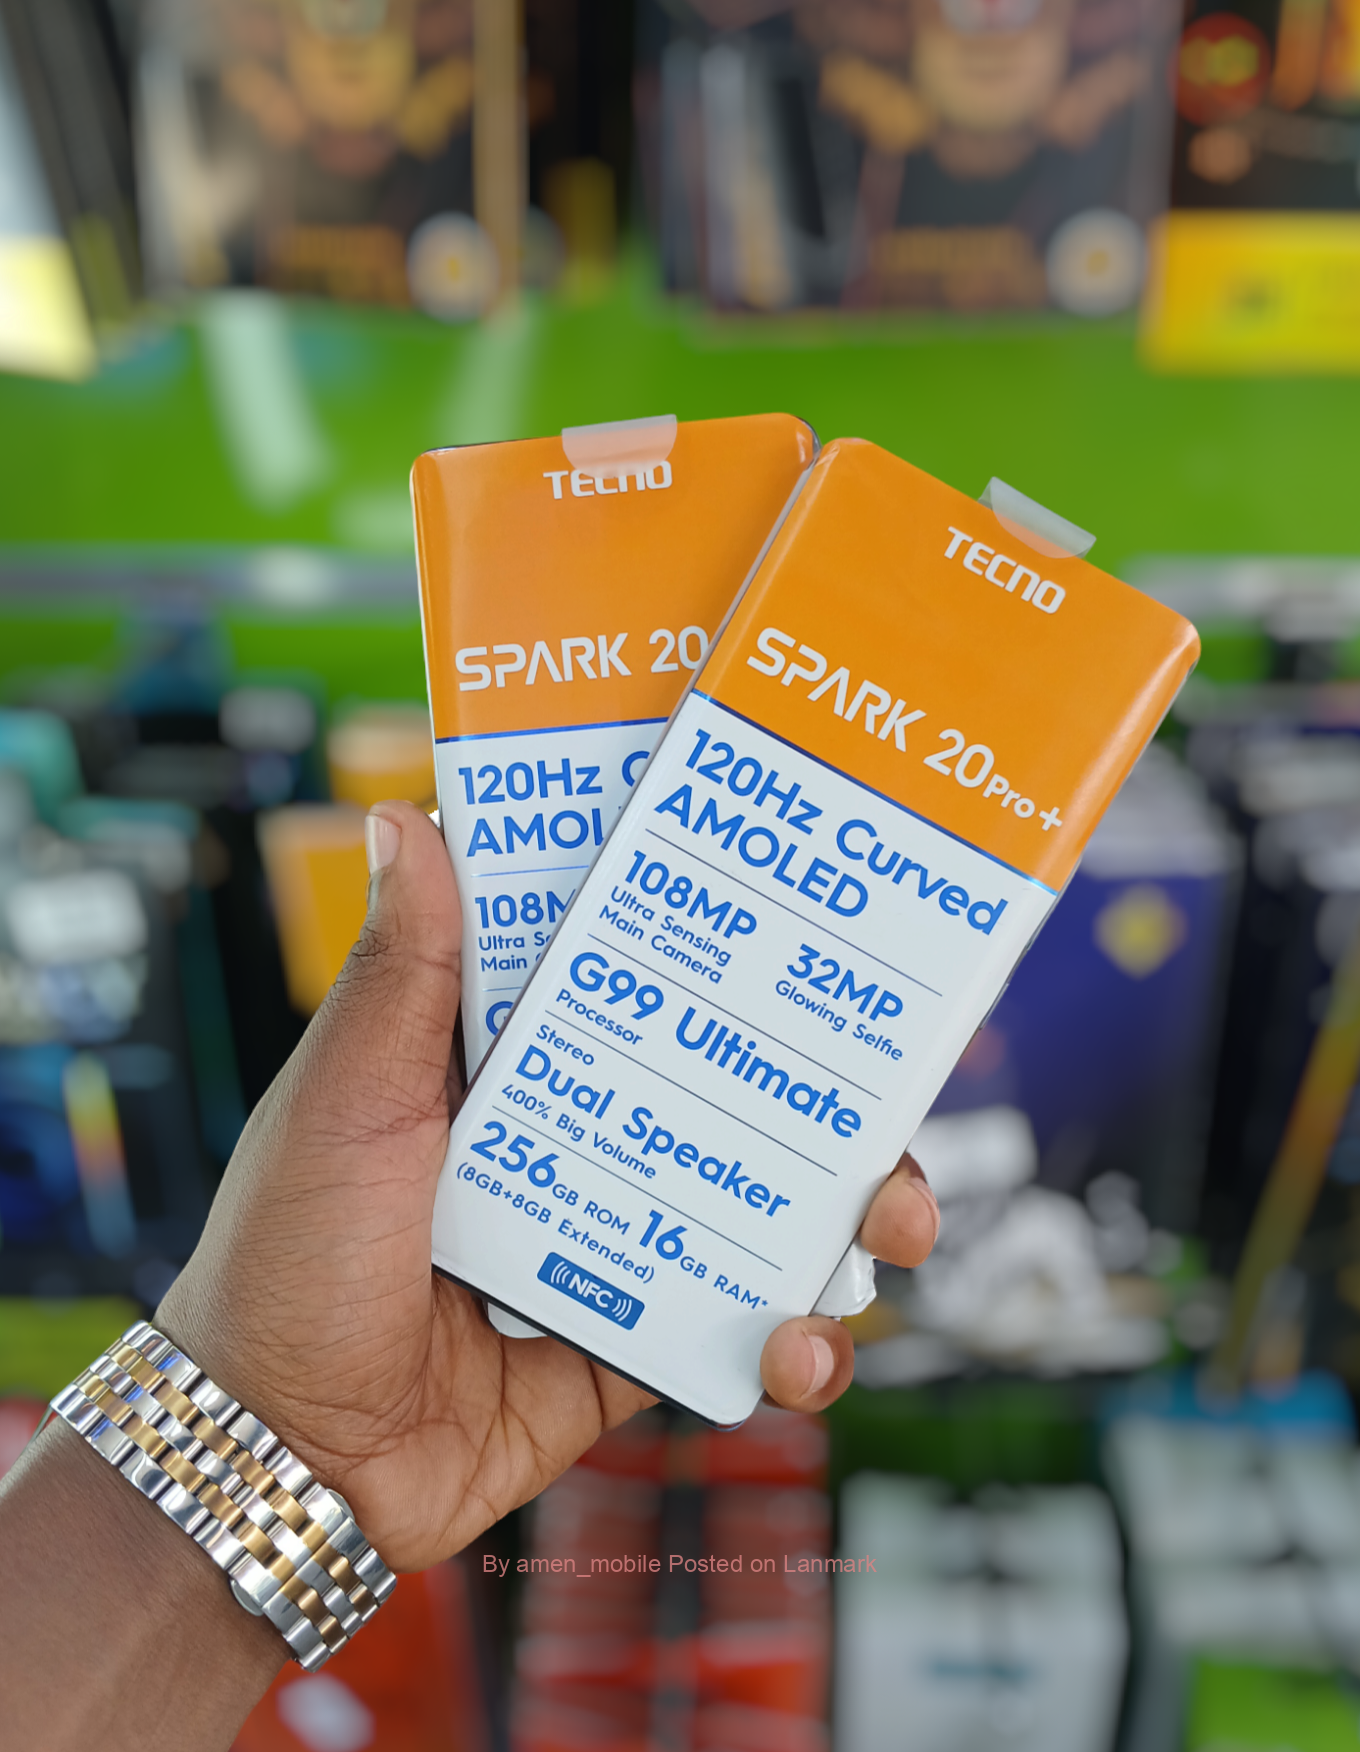 TECNO
SPARK 20
120Hz C
AMOL
108M
Ultra Se
Main
G
TECNO
SPARK 20Pro+
120Hz Curved
AMOLED
108MP
Ultra Sensing
Main Camera
32MP
Glowing Selfie
G99 Ultimate
Processor
Stereo
Dual Speaker
400% Big Volume
256GB ROM 16GB RAM*
(8GB+8GB Extended)
NFC
By amen_mobile Posted on Lanmark